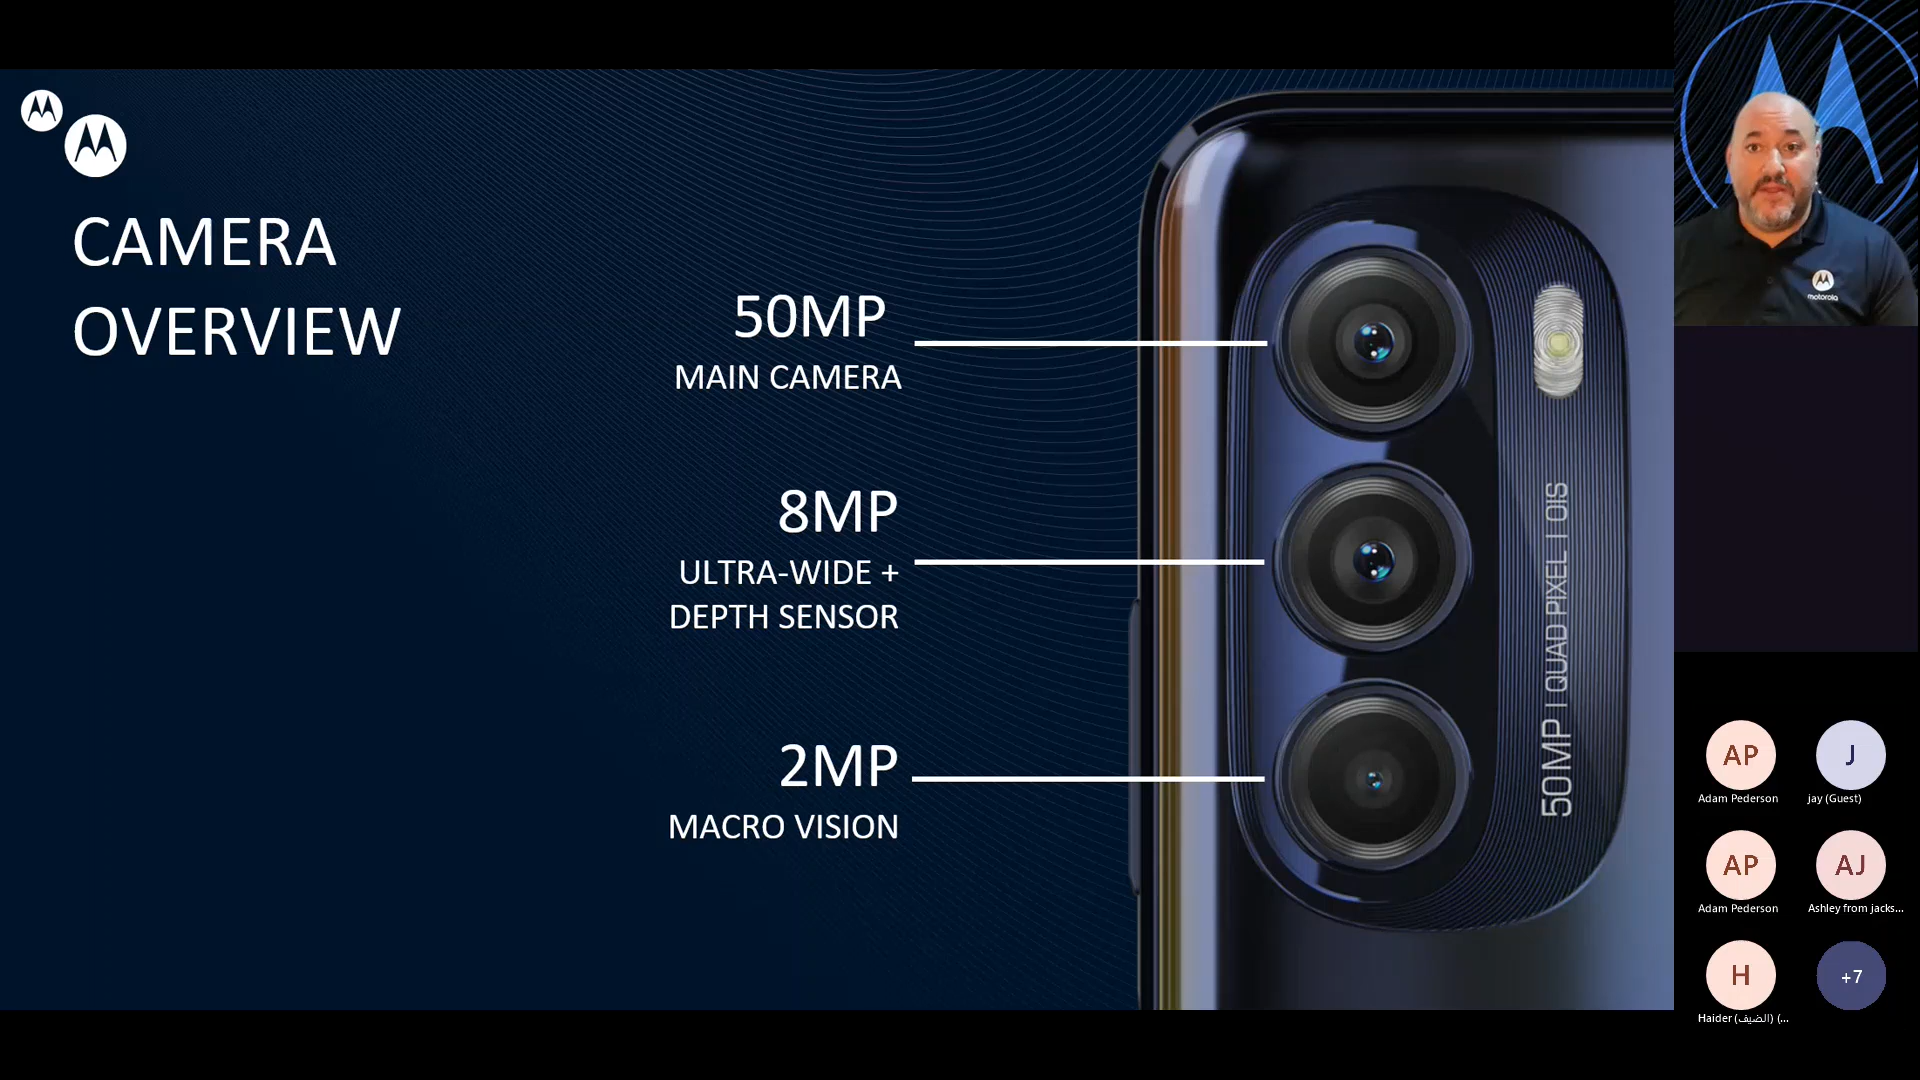 CAMERA
OVERVIEW
50MP
MAIN CAMERA
8MP
ULTRA-WIDE +
DEPTH SENSOR
2MP
MACRO VISION
50MP | QUAD PIXEL | OIS
motorola
AP
Adam Pederson
J
jay (Guest)
AP
Adam Pederson
AJ
Ashley from jacks...
H
Haider (الضيف) (...
+7